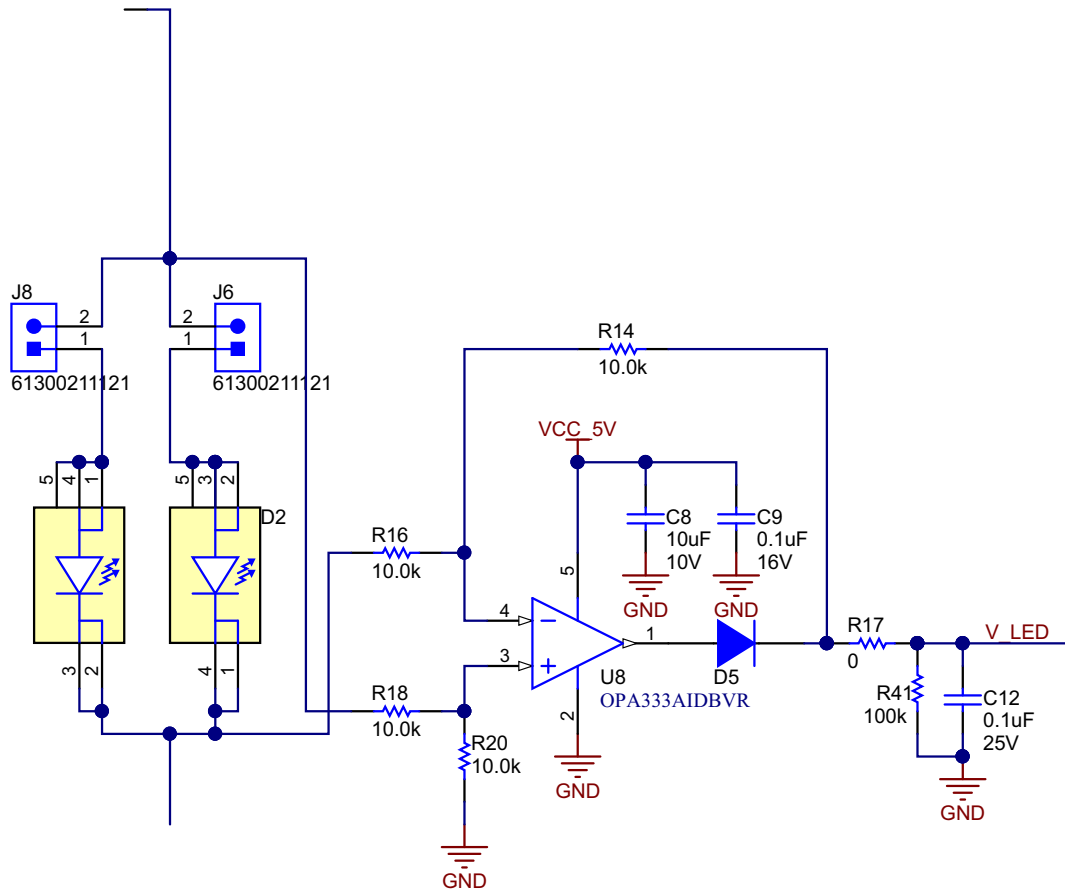 J8
2
1
61300211121
J6
2
1
61300211121
5
4
1
3
2
5
3
2
D2
4
1
R14
10.0k
VCC_5V
C8
10uF
10V
GND
C9
0.1uF
16V
GND
R16
10.0k
R18
10.0k
R20
10.0k
GND
5
4
3
1
2
U8
OPA333AIDBVR
GND
D5
R17
0
V_LED
R41
100k
C12
0.1uF
25V
GND